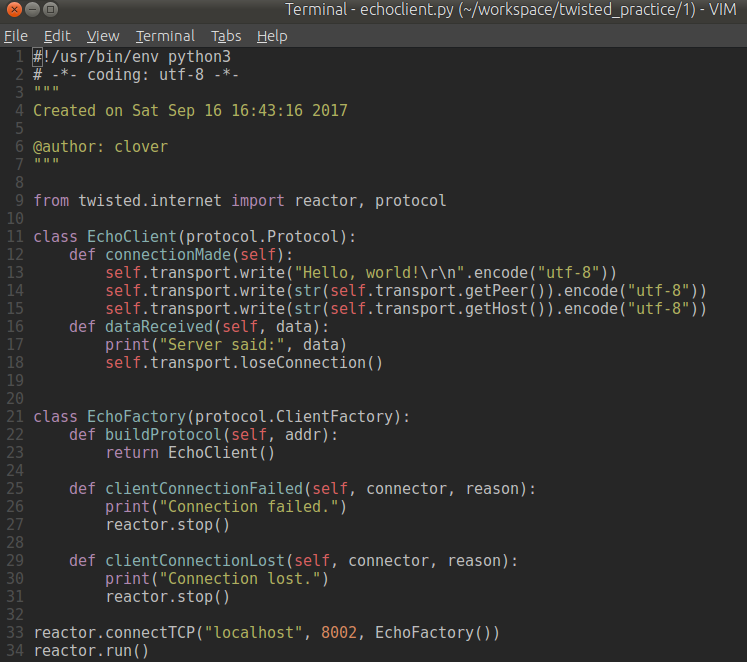 Terminal - echoclient.py (~/workspace/twisted_practice/1) - VIM
File Edit View Terminal Tabs Help
1 #!/usr/bin/env python3
2 # -*- coding: utf-8 -*-
3 """
4 Created on Sat Sep 16 16:43:16 2017
5
6 @author: clover
7 """
8
9 from twisted.internet import reactor, protocol
10
11 class EchoClient(protocol.Protocol):
12     def connectionMade(self):
13         self.transport.write("Hello, world!\r\n".encode("utf-8"))
14         self.transport.write(str(self.transport.getPeer()).encode("utf-8"))
15         self.transport.write(str(self.transport.getHost()).encode("utf-8"))
16     def dataReceived(self, data):
17         print("Server said:", data)
18         self.transport.loseConnection()
19
20
21 class EchoFactory(protocol.ClientFactory):
22     def buildProtocol(self, addr):
23         return EchoClient()
24
25     def clientConnectionFailed(self, connector, reason):
26         print("Connection failed.")
27         reactor.stop()
28
29     def clientConnectionLost(self, connector, reason):
30         print("Connection lost.")
31         reactor.stop()
32
33 reactor.connectTCP("localhost", 8002, EchoFactory())
34 reactor.run()